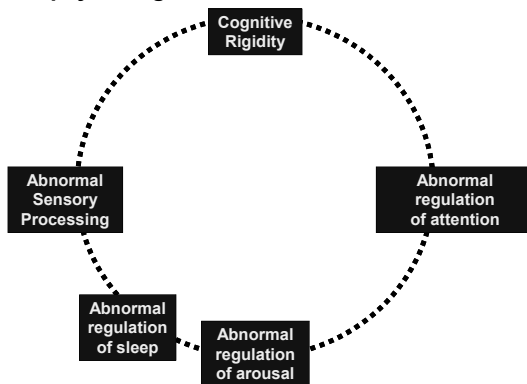 Cognitive
Rigidity
Abnormal
Sensory
Processing
Abnormal
regulation
of attention
Abnormal
regulation
of sleep
Abnormal
regulation
of arousal